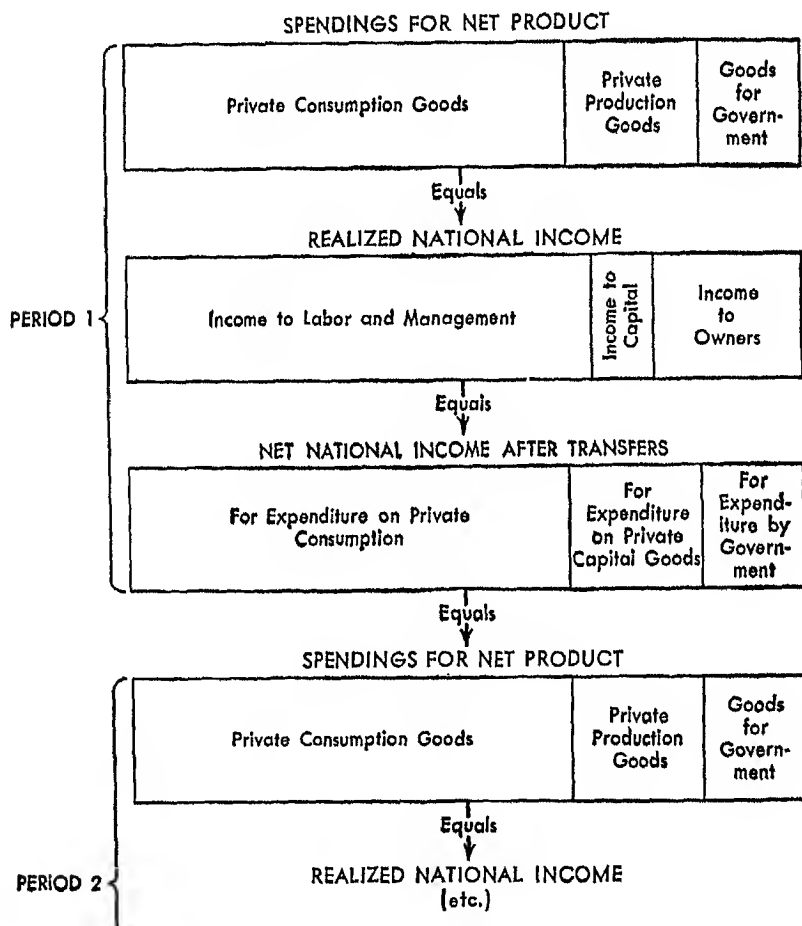 SPENDINGS FOR NET PRODUCT
Private Consumption Goods
Private
Production
Goods
Goods
for
Govern-
ment
Equals
REALIZED NATIONAL INCOME
PERIOD 1
Income to Labor and Management
Income to
Capital
Income
to
Owners
Equals
NET NATIONAL INCOME AFTER TRANSFERS
For Expenditure on Private
Consumption
For
Expenditure
on Private
Capital Goods
For
Expend-
iture by
Govern-
ment
Equals
SPENDINGS FOR NET PRODUCT
Private Consumption Goods
Private
Production
Goods
Goods
for
Govern-
ment
Equals
PERIOD 2
REALIZED NATIONAL INCOME
(etc.)